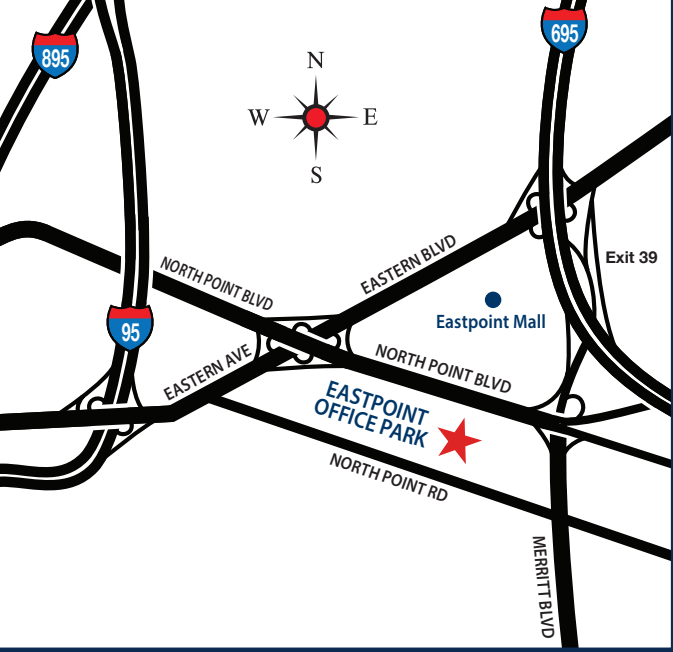 895
695
N
W
E
S
Exit 39
NORTH POINT BLVD
EASTERN BLVD
Eastpoint Mall
95
EASTERN AVE
NORTH POINT BLVD
EASTPOINT
OFFICE PARK
NORTH POINT RD
MERRITT BLVD